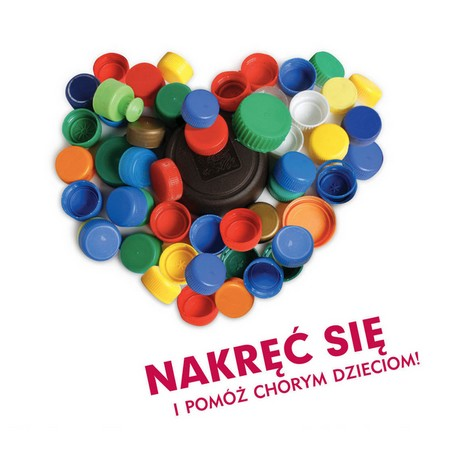 NAKRĘĆ SIĘ
I POMÓŻ CHORYM DZIECIOM!